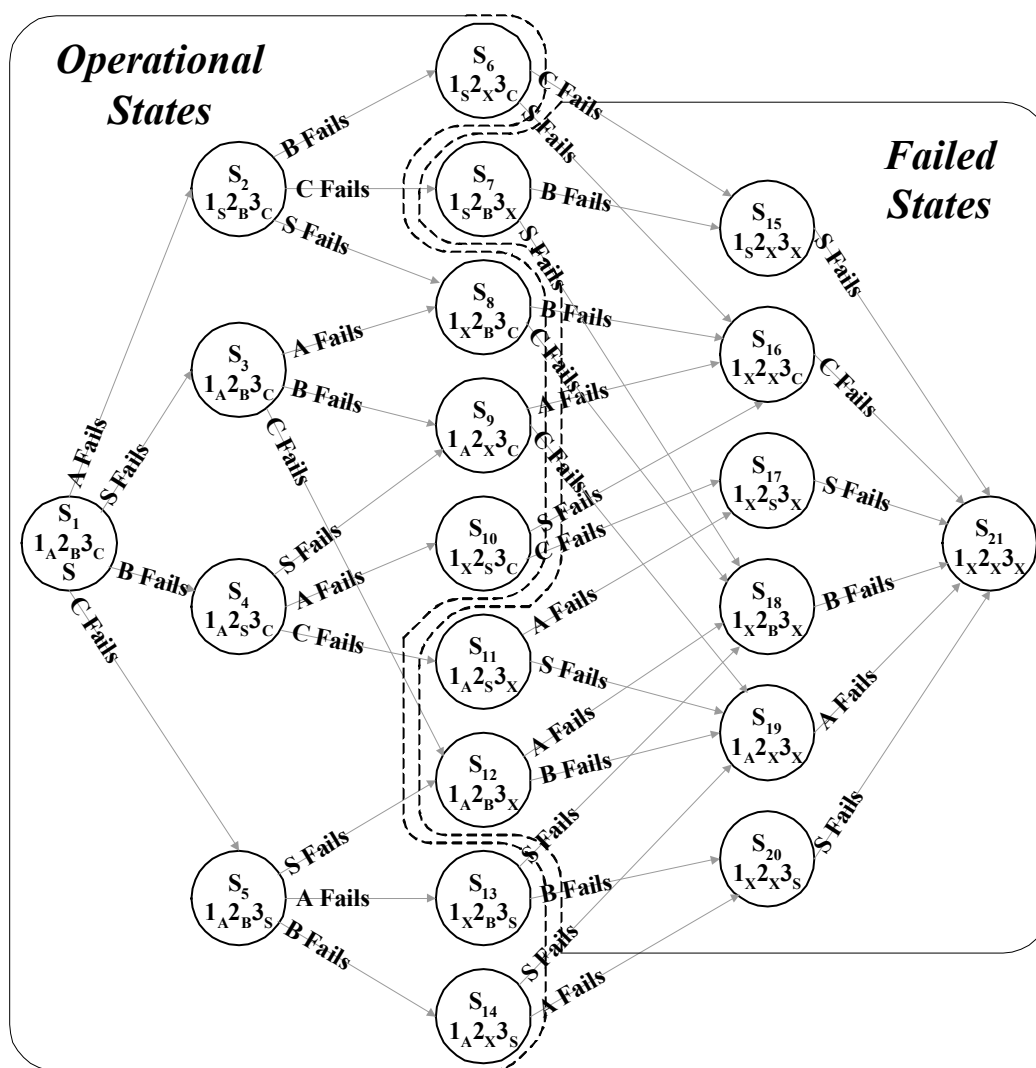 Operational
States
Failed
States
S1
1A2B3C
S
A Fails
S Fails
B Fails
C Fails
S2
1S2B3C
B Fails
C Fails
S Fails
S3
1A2B3C
A Fails
B Fails
C Fails
S4
1A2S3C
S Fails
A Fails
C Fails
S5
1A2B3S
S Fails
A Fails
B Fails
S6
1S2X3C
C Fails
S Fails
S7
1S2B3X
B Fails
S Fails
S8
1X2B3C
B Fails
C Fails
S9
1A2X3C
A Fails
C Fails
S10
1X2S3C
S Fails
C Fails
S11
1A2S3X
A Fails
S Fails
S12
1A2B3X
A Fails
B Fails
S13
1X2B3S
S Fails
B Fails
S14
1A2X3S
S Fails
A Fails
S15
1S2X3X
S Fails
S16
1X2X3C
C Fails
S17
1X2S3X
S Fails
S18
1X2B3X
B Fails
S19
1A2X3X
A Fails
S20
1X2X3S
S Fails
S21
1X2X3X